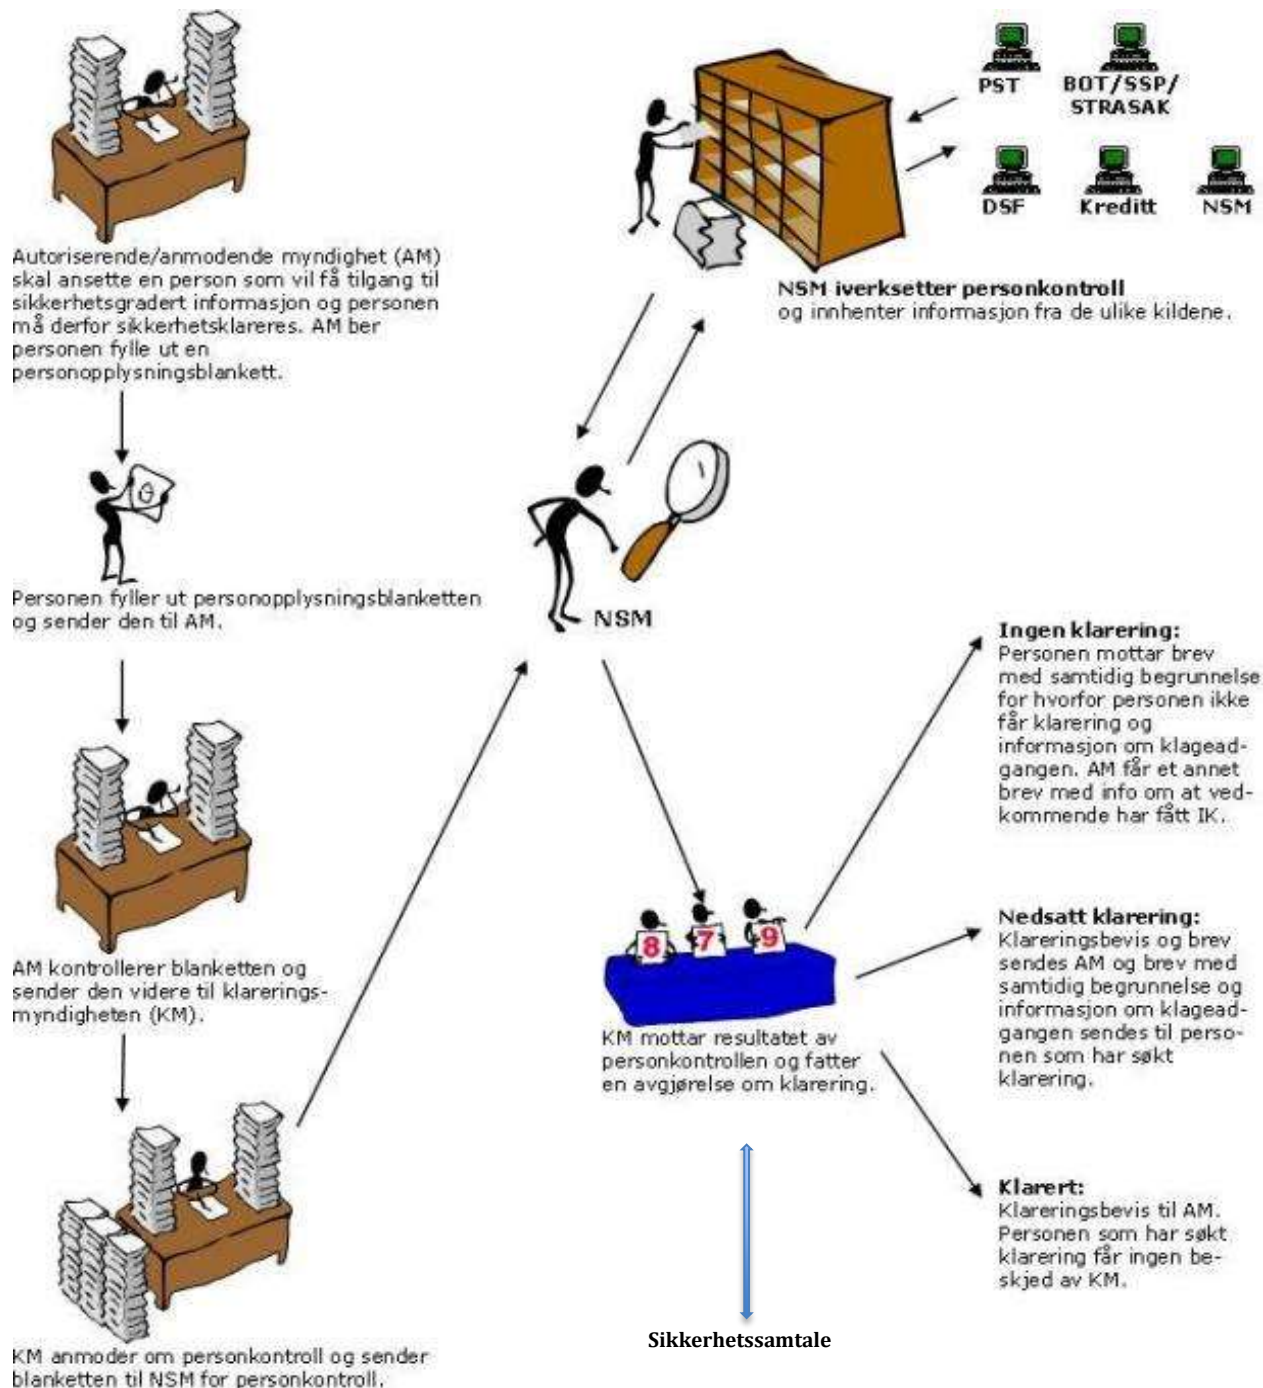 Autoriserende/anmodende myndighet (AM)
skal ansette en person som vil få tilgang til
sikkerhetsgradert informasjon og personen
må derfor sikkerhetsklareres. AM ber
personen fylle ut en
personopplysningsblankett.
Personen fyller ut personopplysningsblanketten
og sender den til AM.
AM kontrollerer blanketten og
sender den videre til klarerings-
myndigheten (KM).
KM anmoder om personkontroll og sender
blanketten til NSM for personkontroll.
NSM
PST
BOT/SSP/
STRASAK
DSF
Kreditt
NSM
NSM iverksetter personkontroll
og innhenter informasjon fra de ulike kildene.
8
7
9
KM mottar resultatet av
personkontrollen og fatter
en avgjørelse om klarering.
Sikkerhetssamtale
Ingen klarering:
Personen mottar brev
med samtidig begrunnelse
for hvorfor personen ikke
får klarering og
informasjon om klagead-
gangen. AM får et annet
brev med info om at ved-
kommende har fått IK.
Nedsatt klarering:
Klareringsbevis og brev
sendes AM og brev med
samtidig begrunnelse og
informasjon om klagead-
gangen sendes til perso-
nen som har søkt
klarering.
Klarert:
Klareringsbevis til AM.
Personen som har søkt
klarering får ingen be-
skjed av KM.